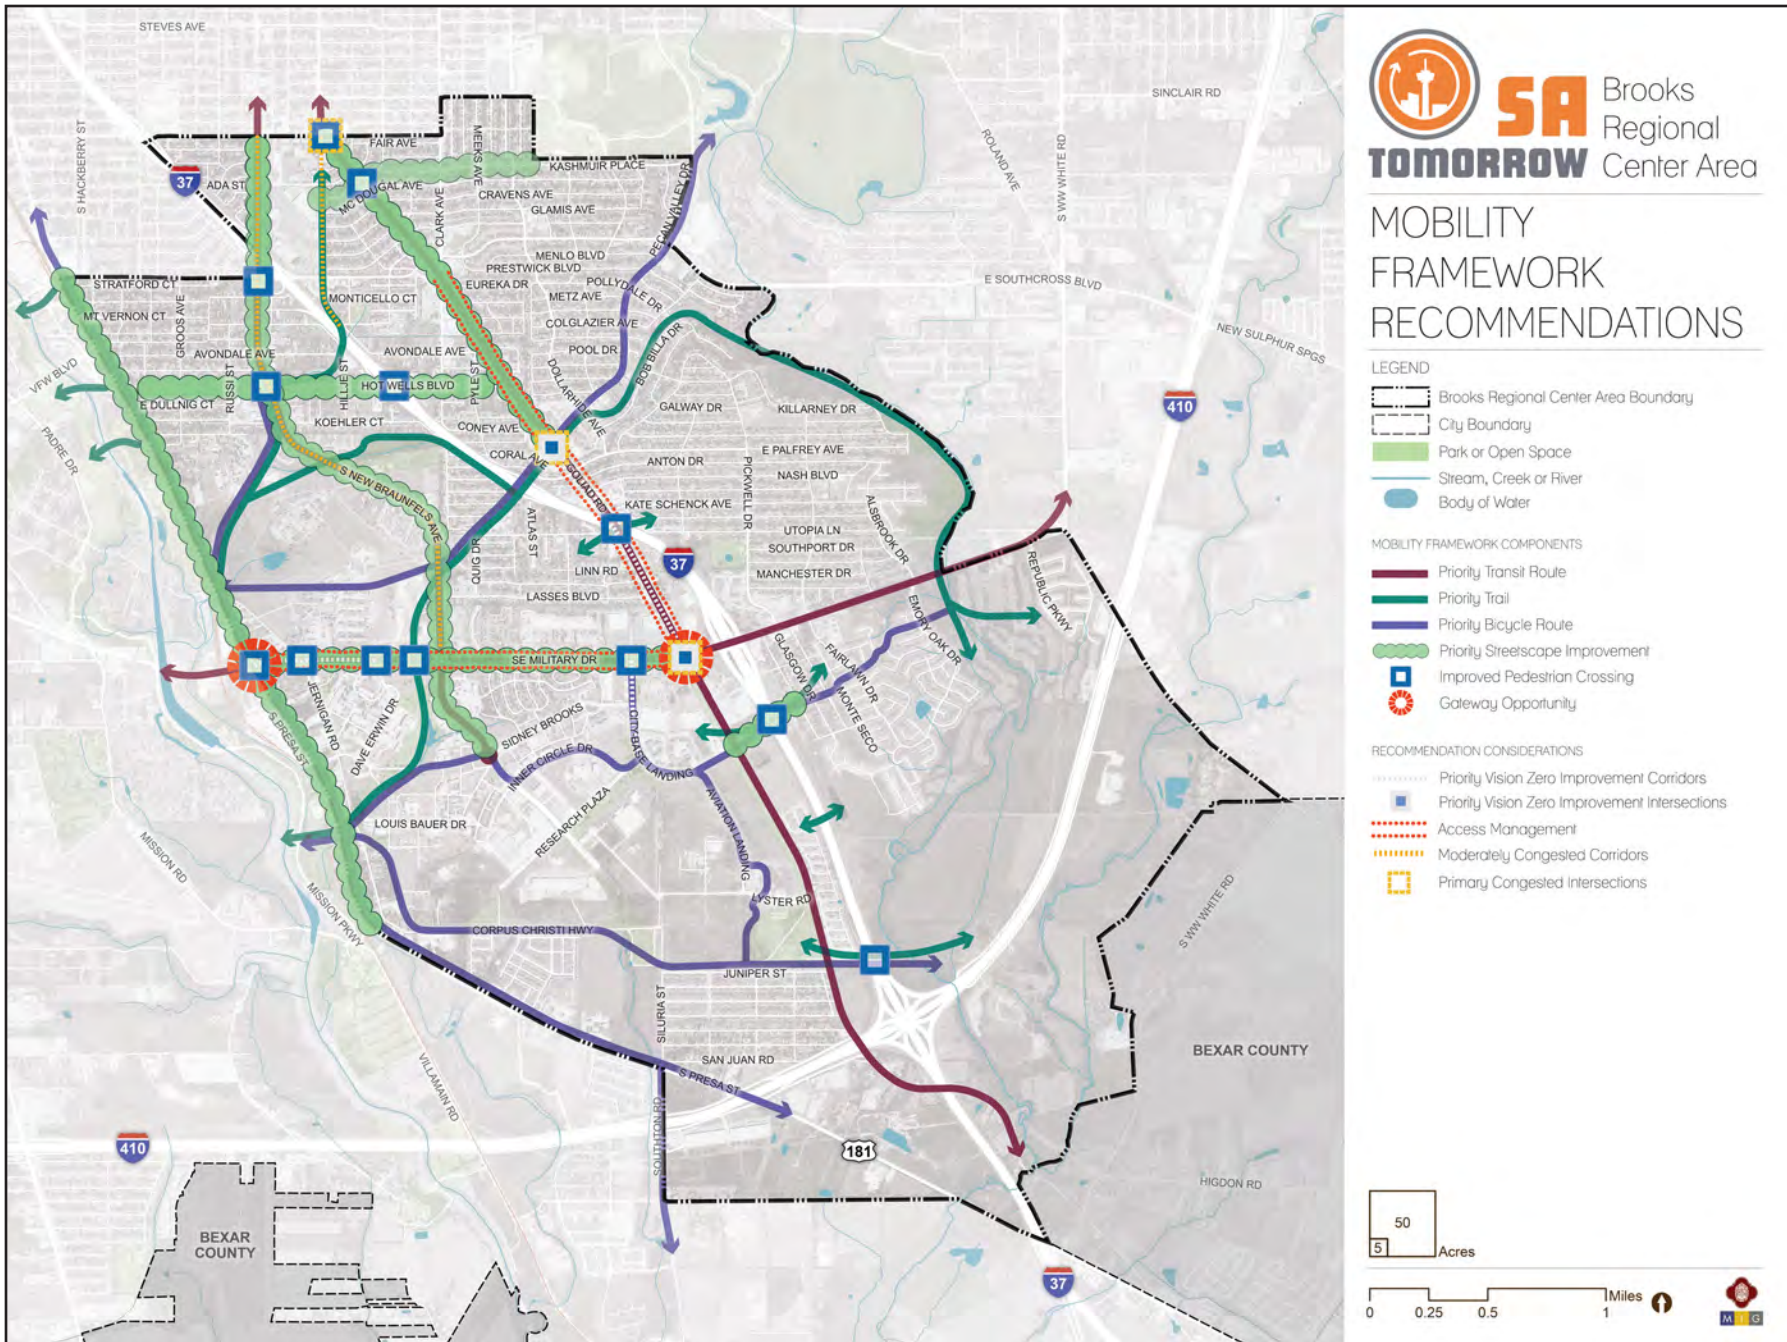 STEVES AVE
SINCLAIR RD
S HACKBERRY ST
FAIR AVE
MEEKS AVE
KASHMUIR PLACE
ROLAND AVE
S WW WHITE RD
37
ADA ST
MC DOUGAL AVE
CRAVENS AVE
GLAMIS AVE
CLARK AVE
PECAN VALLEY DR
MENLO BLVD
PRESTWICK BLVD
EUREKA DR
POLLYDALE DR
METZ AVE
E SOUTHCROSS BLVD
STRATFORD CT
MONTICELLO CT
MT VERNON CT
GROOS AVE
COLGLAZIER AVE
NEW SULPHUR SPGS
AVONDALE AVE
AVONDALE AVE
POOL DR
BOB BILLA DR
VFW BLVD
RUSSI ST
HILLJE ST
HOT WELLS BLVD
PYLE ST
DOLLARHIDE AVE
E DULLNIG CT
KOEHLER CT
GALWAY DR
KILLARNEY DR
410
CONEY AVE
PADRE DR
CORAL AVE
GOLIAD RD
ANTON DR
E PALFREY AVE
PICKWELL DR
NASH BLVD
S NEW BRAUNFELS AVE
ATLAS ST
KATE SCHENCK AVE
ALSBROOK DR
UTOPIA LN
SOUTHPORT DR
QUIG DR
LINN RD
37
MANCHESTER DR
REPUBLIC PKWY
LASSES BLVD
EMORY OAK DR
SE MILITARY DR
GLASGOW DR
FAIRLAWN DR
MONTE SECO
S PRESA ST
JERNIGAN RD
DAVE ERWIN DR
SIDNEY BROOKS
INNER CIRCLE DR
CITY BASE LANDING
AVIATION LANDING
RESEARCH PLAZA
LOUIS BAUER DR
MISSION RD
MISSION PKWY
LYSTER RD
CORPUS CHRISTI HWY
JUNIPER ST
S WW WHITE RD
SILURIA ST
SAN JUAN RD
S PRESA ST
VILLAMAIN RD
SOUTHTON RD
BEXAR COUNTY
410
181
HIGDON RD
BEXAR
COUNTY
37
SA
TOMORROW
Brooks
Regional
Center Area
MOBILITY
FRAMEWORK
RECOMMENDATIONS
LEGEND
Brooks Regional Center Area Boundary
City Boundary
Park or Open Space
Stream, Creek or River
Body of Water
MOBILITY FRAMEWORK COMPONENTS
Priority Transit Route
Priority Trail
Priority Bicycle Route
Priority Streetscape Improvement
Improved Pedestrian Crossing
Gateway Opportunity
RECOMMENDATION CONSIDERATIONS
Priority Vision Zero Improvement Corridors
Priority Vision Zero Improvement Intersections
Access Management
Moderately Congested Corridors
Primary Congested Intersections
50
5
Acres
Miles
0 0.25 0.5 1
M I G